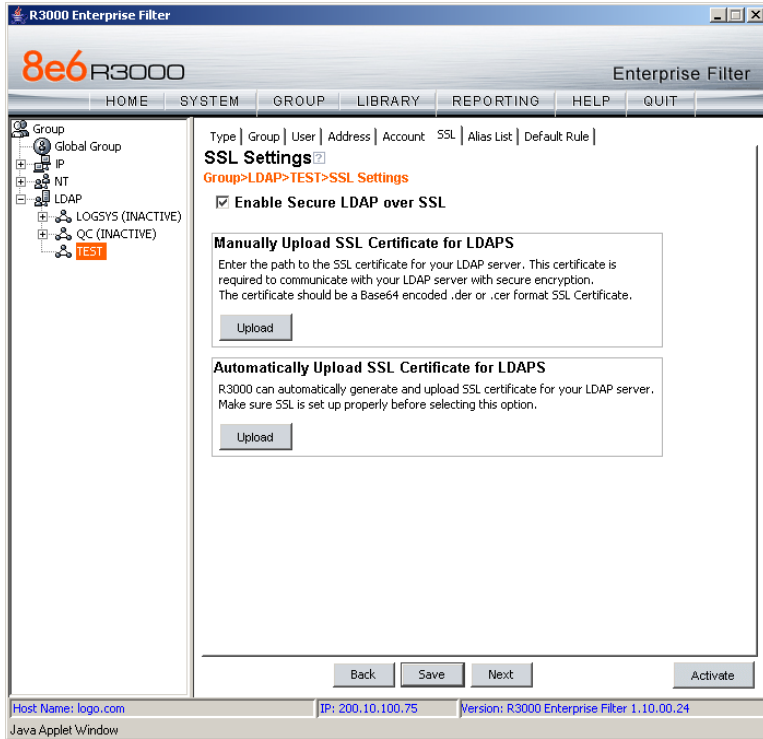 R3000 Enterprise Filter
8e6 R3000
Enterprise Filter
HOME SYSTEM GROUP LIBRARY REPORTING HELP QUIT
Group
Global Group
IP
NT
LDAP
LOGSYS (INACTIVE)
QC (INACTIVE)
TEST
Type | Group | User | Address | Account SSL | Alias List | Default Rule |
SSL Settings ?
Group>LDAP>TEST>SSL Settings
Enable Secure LDAP over SSL
Manually Upload SSL Certificate for LDAPS
Enter the path to the SSL certificate for your LDAP server. This certificate is
required to communicate with your LDAP server with secure encryption.
The certificate should be a Base64 encoded .der or .cer format SSL Certificate.
Upload
Automatically Upload SSL Certificate for LDAPS
R3000 can automatically generate and upload SSL certificate for your LDAP server.
Make sure SSL is set up properly before selecting this option.
Upload
Back Save Next Activate
Host Name: logo.com IP: 200.10.100.75 Version: R3000 Enterprise Filter 1.10.00.24
Java Applet Window